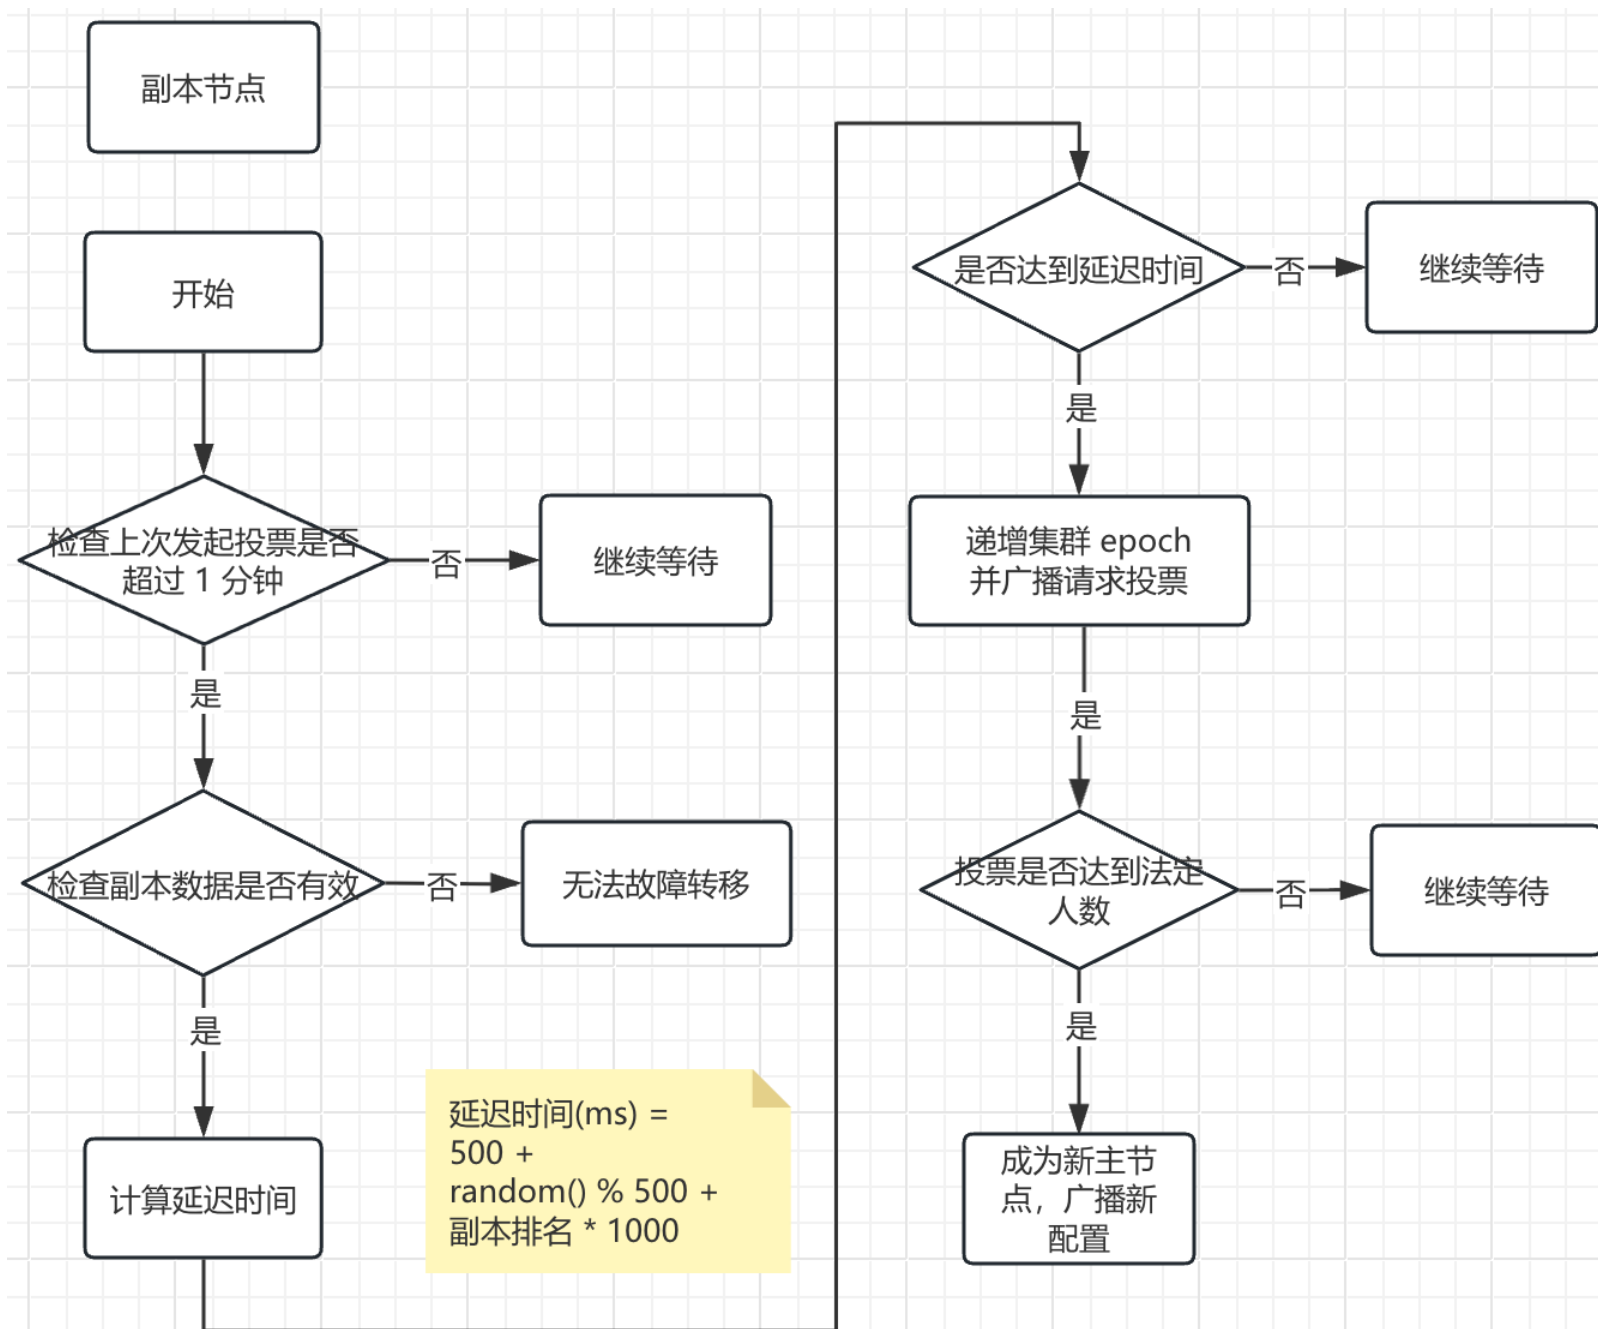 副本节点
开始
检查上次发起投票是否
超过 1 分钟
否
继续等待
是
检查副本数据是否有效
否
无法故障转移
是
计算延迟时间
延迟时间(ms) =
500 +
random() % 500 +
副本排名 * 1000
是否达到延迟时间
否
继续等待
是
递增集群 epoch
并广播请求投票
是
投票是否达到法定
人数
否
继续等待
是
成为新主节
点，广播新
配置